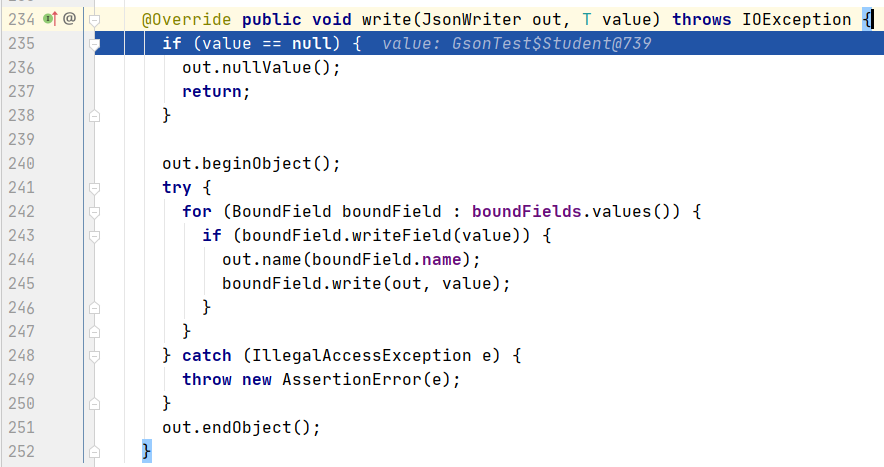 234 @ @Override public void write(JsonWriter out, T value) throws IOException {
235 if (value == null) { value: GsonTest$Student@739
236 out.nullValue();
237 return;
238 }
239
240 out.beginObject();
241 try {
242 for (BoundField boundField : boundFields.values()) {
243 if (boundField.writeField(value)) {
244 out.name(boundField.name);
245 boundField.write(out, value);
246 }
247 }
248 } catch (IllegalAccessException e) {
249 throw new AssertionError(e);
250 }
251 out.endObject();
252 }